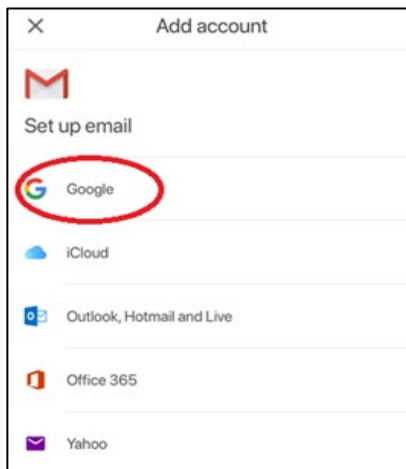 Add account
Set up email
Google
iCloud
Outlook, Hotmail and Live
Office 365
Yahoo